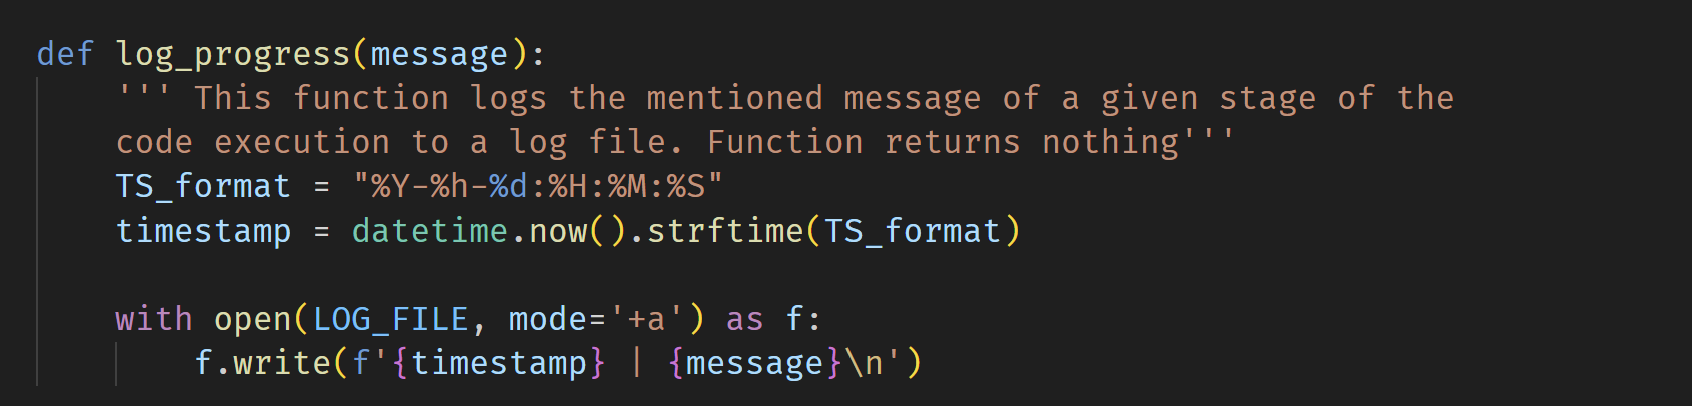 def log_progress(message):
    ''' This function logs the mentioned message of a given stage of the
    code execution to a log file. Function returns nothing'''
    TS_format = "%Y-%h-%d:%H:%M:%S"
    timestamp = datetime.now().strftime(TS_format)

    with open(LOG_FILE, mode='+a') as f:
        f.write(f'{timestamp} | {message}\n')